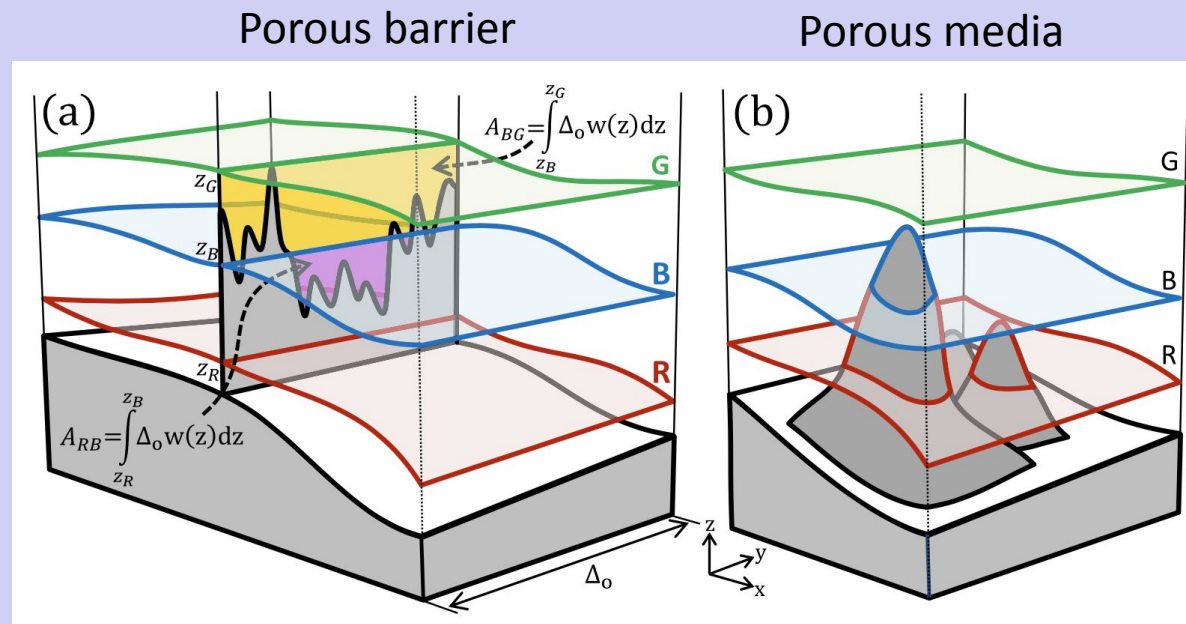 Porous barrier
Porous media
(a)
A_BG = ∫_{z_B}^{z_G} Δ_o w(z)dz
G
z_G
B
z_B
R
z_R
A_RB = ∫_{z_R}^{z_B} Δ_o w(z)dz
Δ_o
z
y
x
(b)
G
B
R